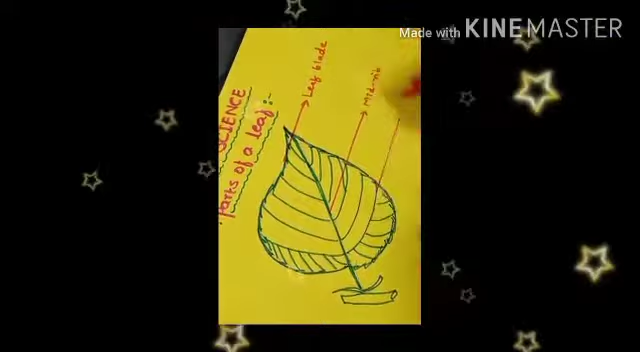 Made with KINEMASTER
SCIENCE
Parts of a leaf:-
Leaf blade
Mid-rib